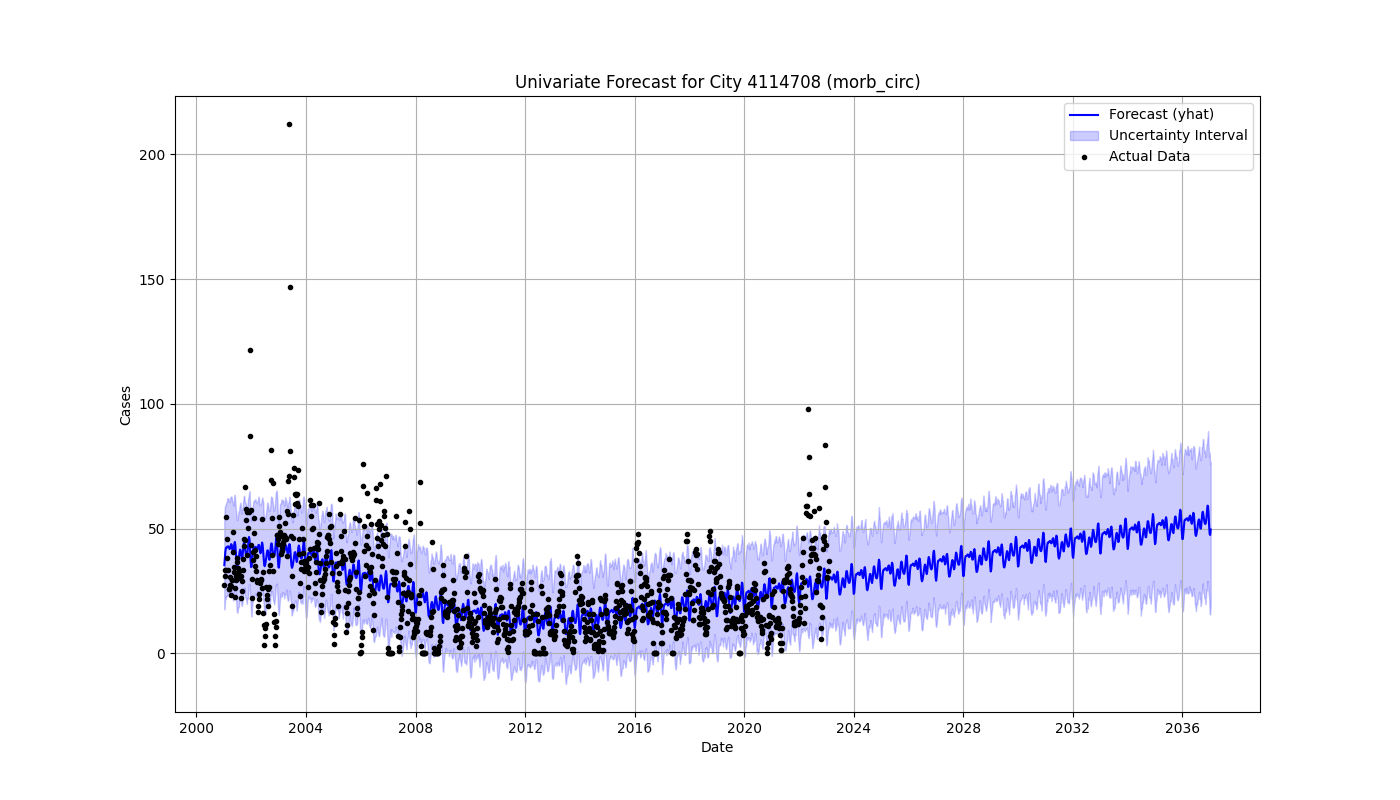 Univariate Forecast for City 4114708 (morb_circ)
Forecast (yhat)
Uncertainty Interval
Actual Data
Cases
200
150
100
50
0
2000 2004 2008 2012 2016 2020 2024 2028 2032 2036
Date